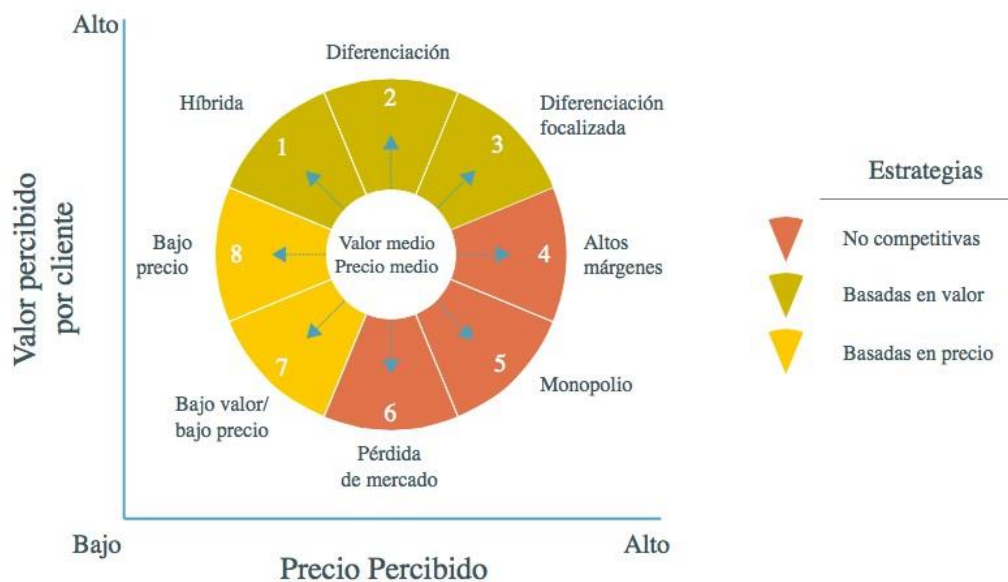 Alto
Diferenciación
Híbrida
2
Diferenciación
focalizada
1
3
Estrategias
Valor percibido
por cliente
Bajo
precio
8
Valor medio
Precio medio
4
Altos
márgenes
No competitivas
Basadas en valor
Basadas en precio
7
5
Monopolio
Bajo valor/
bajo precio
6
Pérdida
de mercado
Bajo
Alto
Precio Percibido